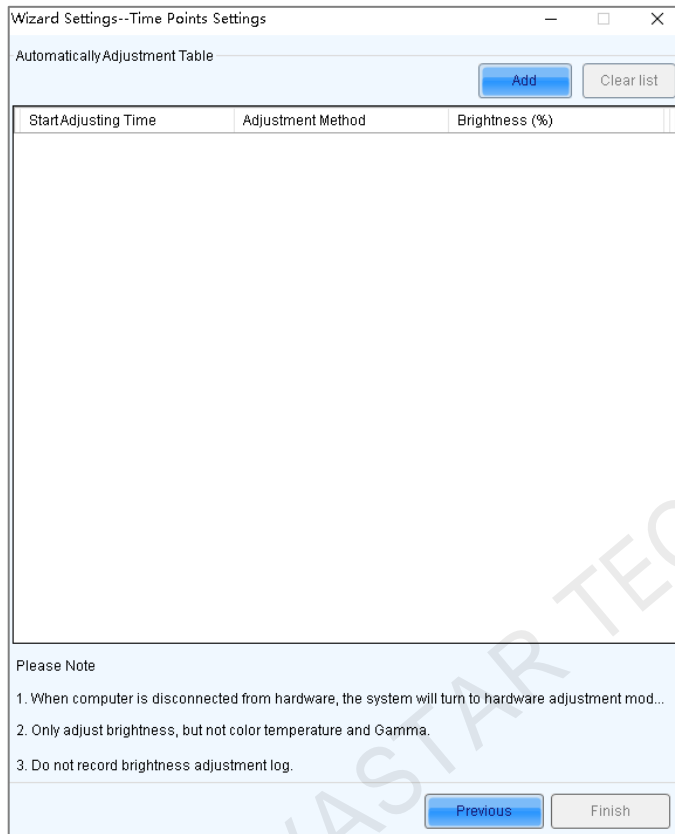 Wizard Settings--Time Points Settings
Automatically Adjustment Table
Add
Clear list
Start Adjusting Time
Adjustment Method
Brightness (%)
Please Note
1. When computer is disconnected from hardware, the system will turn to hardware adjustment mod...
2. Only adjust brightness, but not color temperature and Gamma.
3. Do not record brightness adjustment log.
Previous
Finish
VASTAR TEC